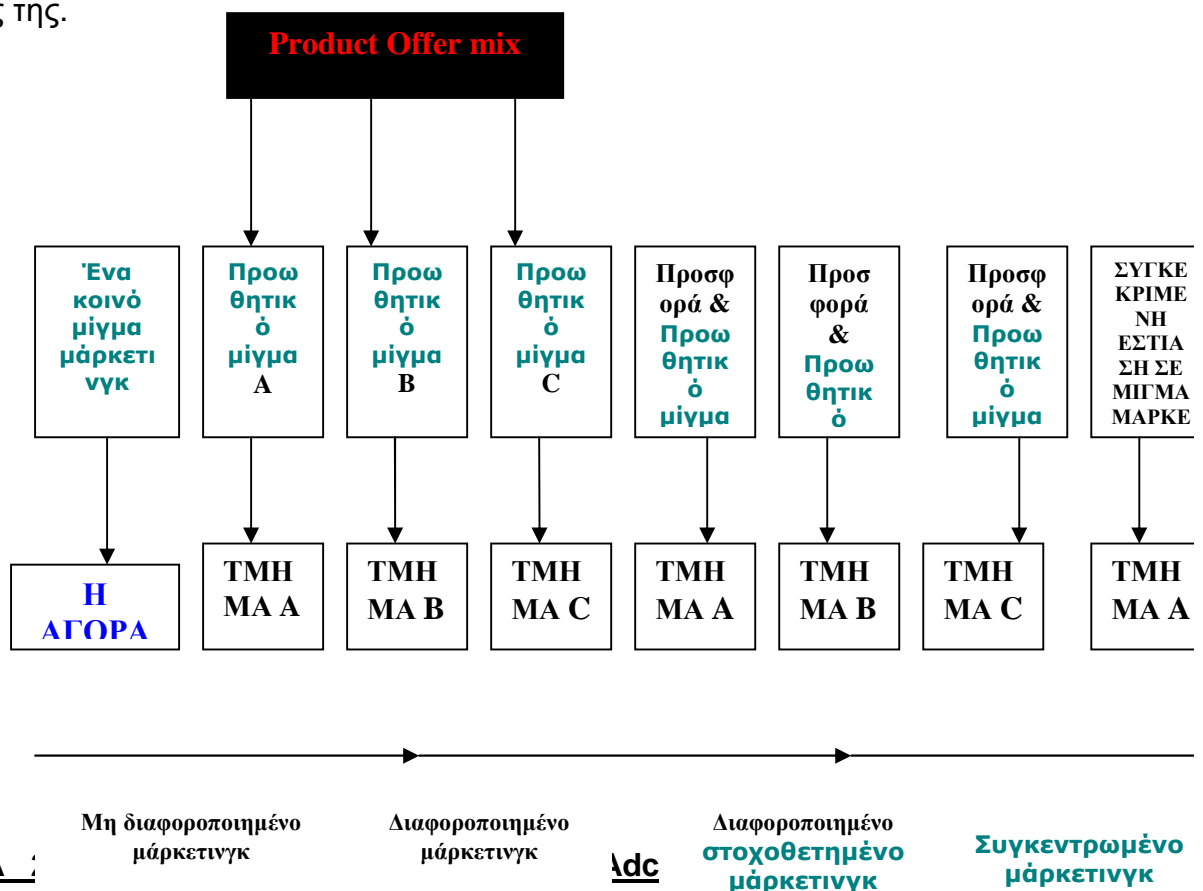 ς της.
Product Offer mix
Ένα
κοινό
μίγμα
μάρκετι
νγκ
Προω
θητικ
ό
μίγμα
A
Προω
θητικ
ό
μίγμα
B
Προω
θητικ
ό
μίγμα
C
Προσφ
ορά &
Προω
θητικ
ό
μίγμα
Προσ
φορά
&
Προω
θητικ
ό
Προσφ
ορά &
Προω
θητικ
ό
μίγμα
ΣΥΓΚΕ
ΚΡΙΜΕ
ΝΗ
ΕΣΤΙΑ
ΣΗ ΣΕ
ΜΙΓΜΑ
ΜΑΡΚΕ
Η
ΑΓΟΡΑ
ΤΜΗ
ΜΑ A
ΤΜΗ
ΜΑ B
ΤΜΗ
ΜΑ C
ΤΜΗ
ΜΑ A
ΤΜΗ
ΜΑ B
ΤΜΗ
ΜΑ C
ΤΜΗ
ΜΑ A
Μη διαφοροποιημένο
μάρκετινγκ
Διαφοροποιημένο
μάρκετινγκ
Διαφοροποιημένο
στοχοθετημένο
μάρκετινγκ
Συγκεντρωμένο
μάρκετινγκ